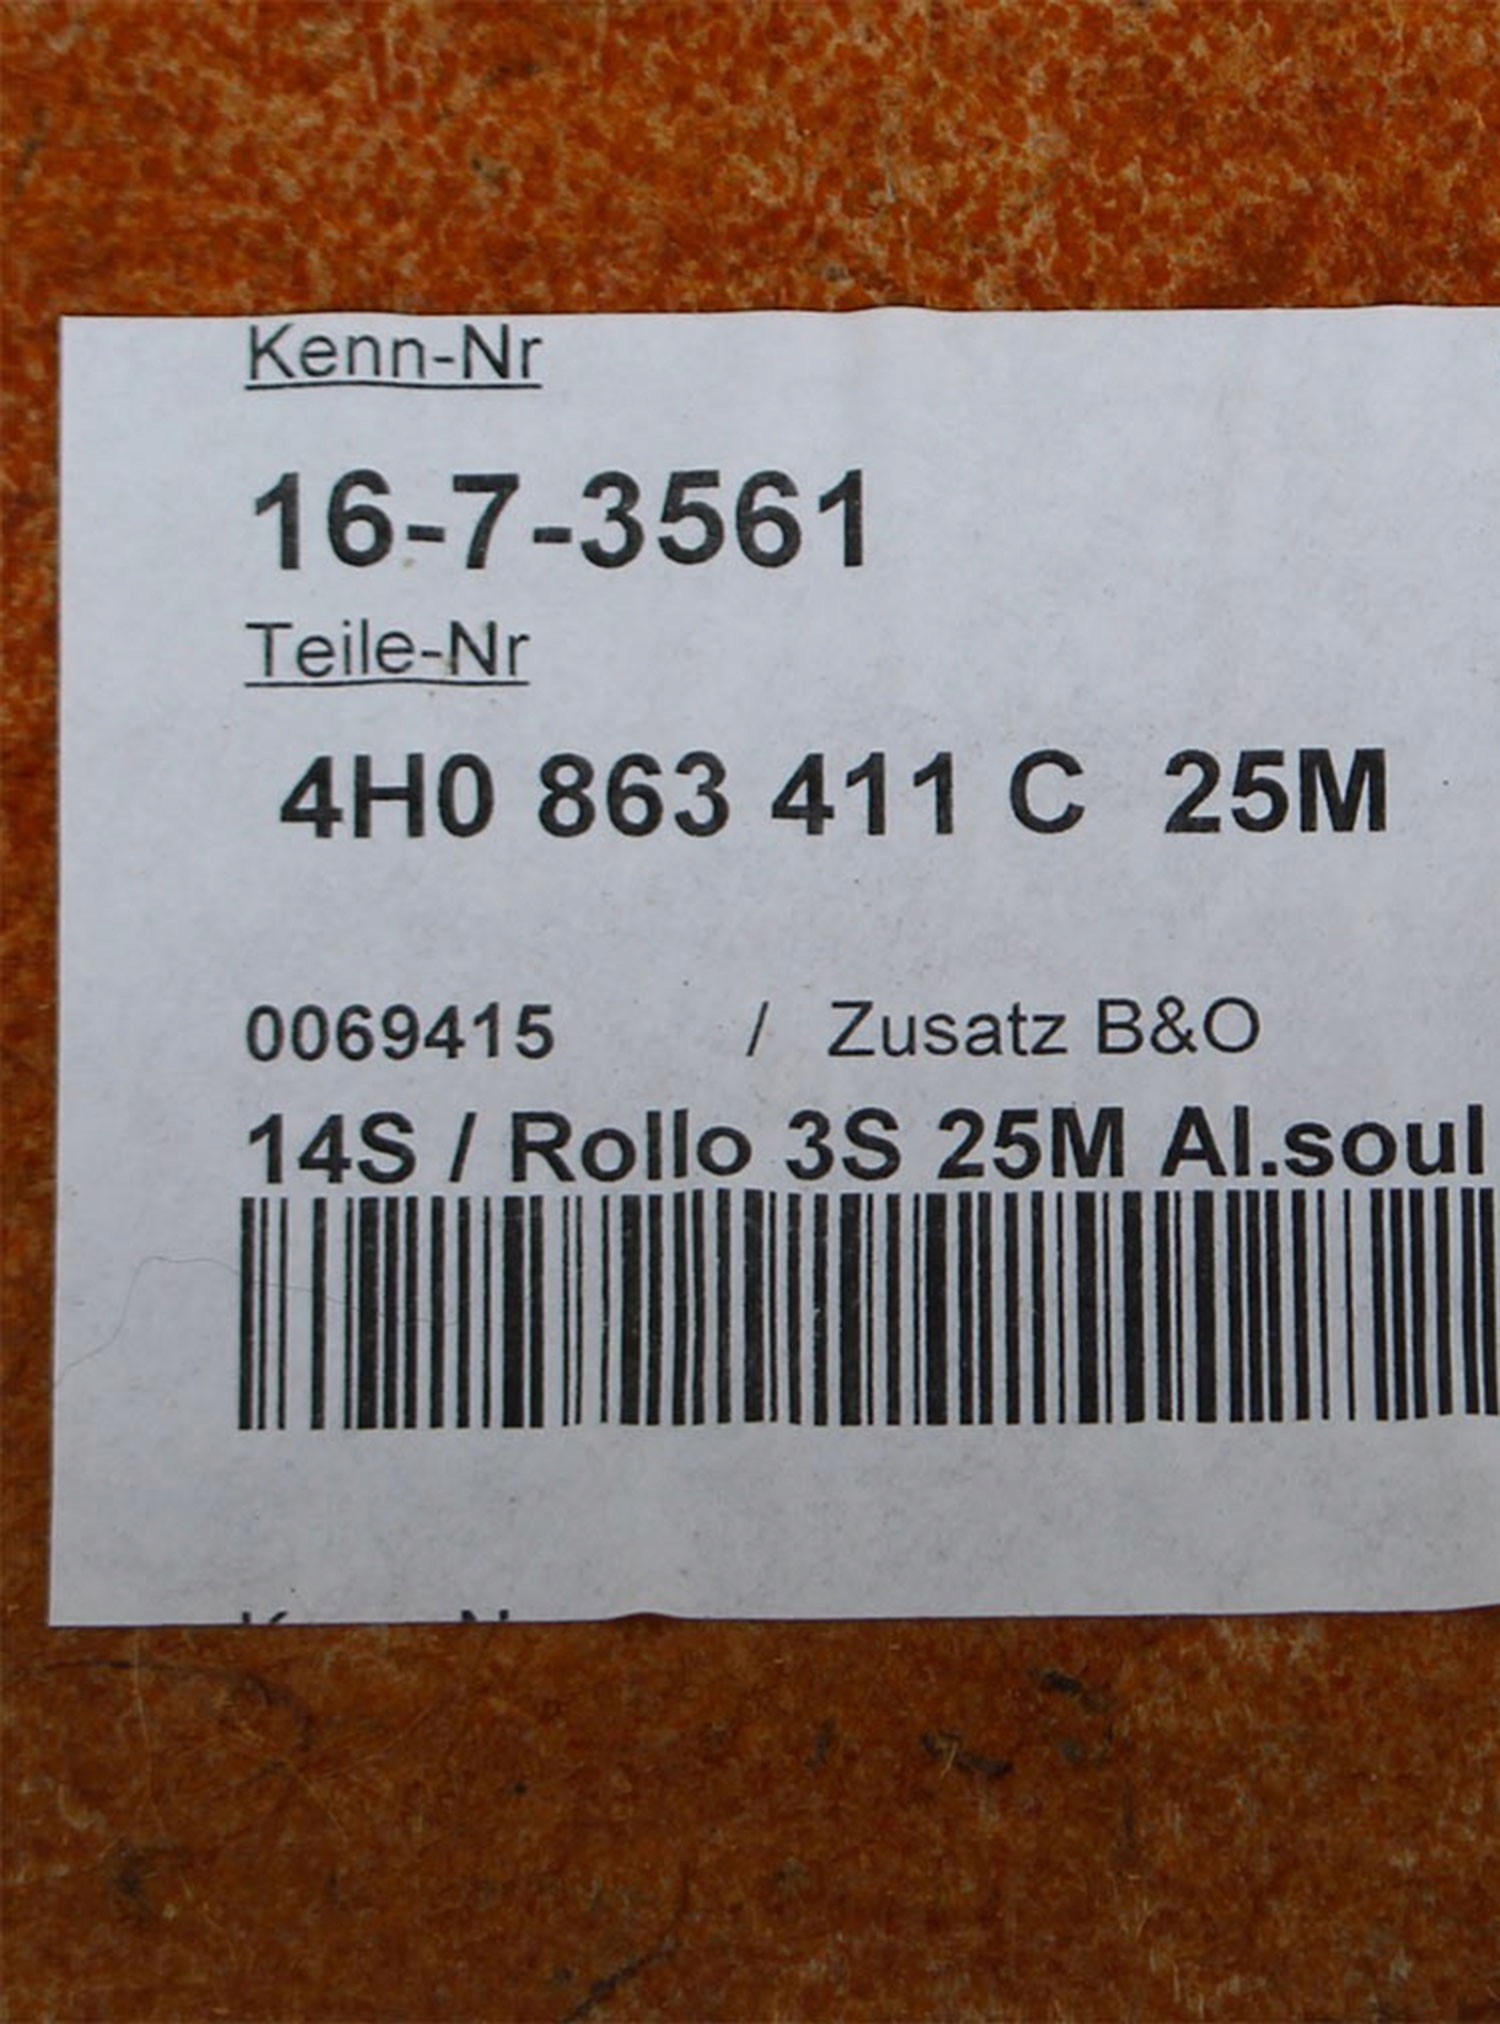 Kenn-Nr
16-7-3561
Teile-Nr
4H0 863 411 C 25M
0069415 / Zusatz B&O
14S / Rollo 3S 25M Al.soul